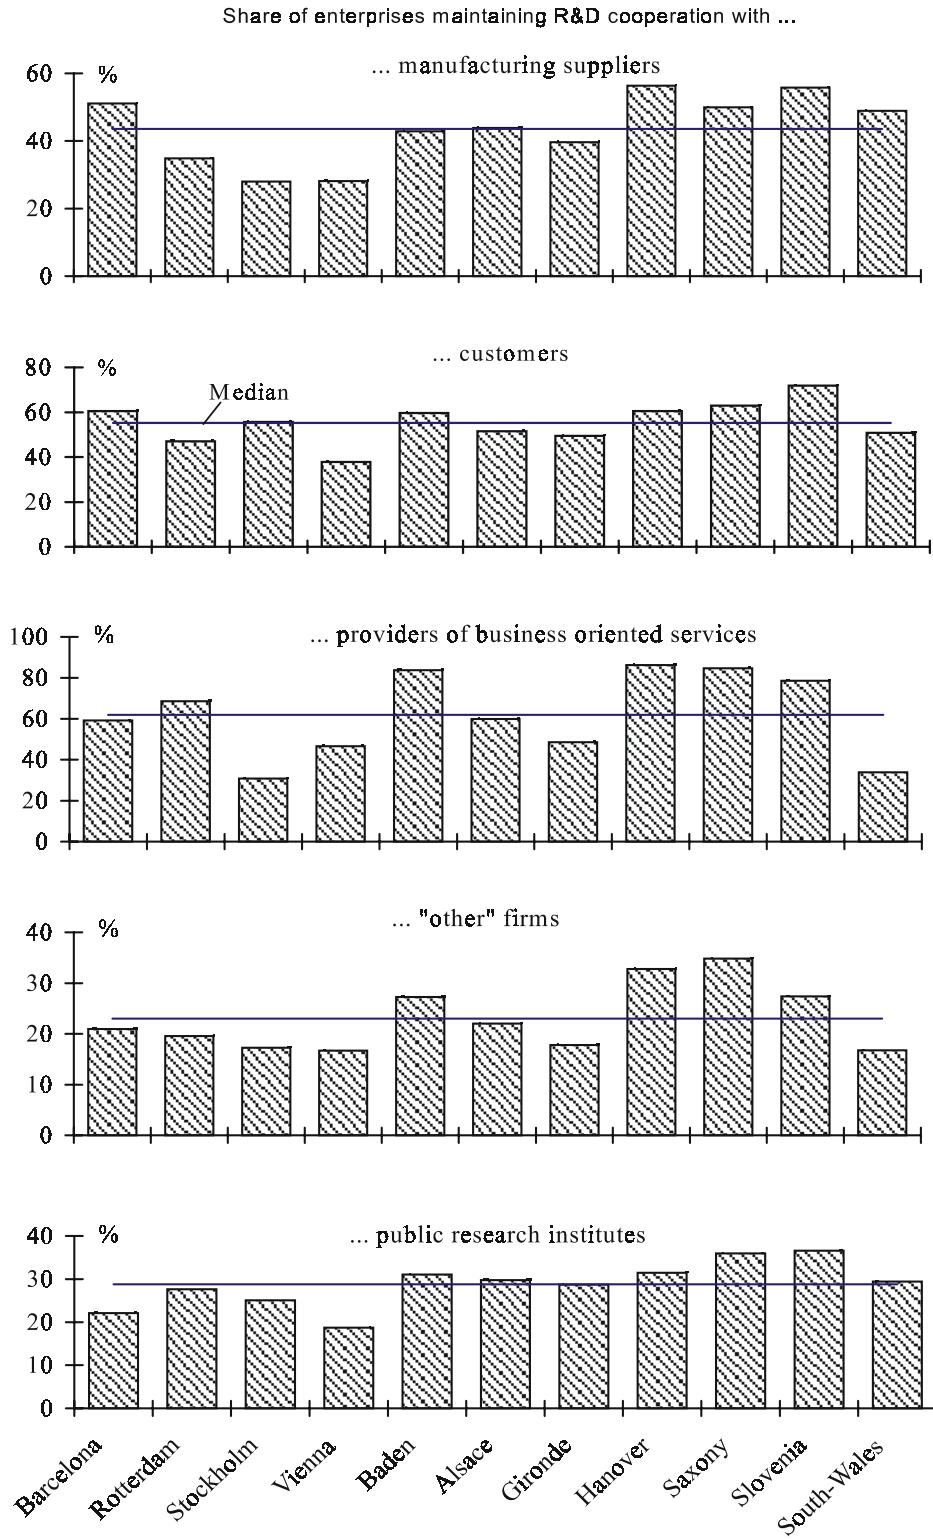 Share of enterprises maintaining R&D cooperation with ...
... manufacturing suppliers
%
60
40
20
0
... customers
%
80
Median
60
40
20
0
... providers of business oriented services
%
100
80
60
40
20
0
... "other" firms
%
40
30
20
10
0
... public research institutes
%
40
30
20
10
0
Barcelona
Rotterdam
Stockholm
Vienna
Baden
Alsace
Gironde
Hanover
Saxony
Slovenia
South-Wales